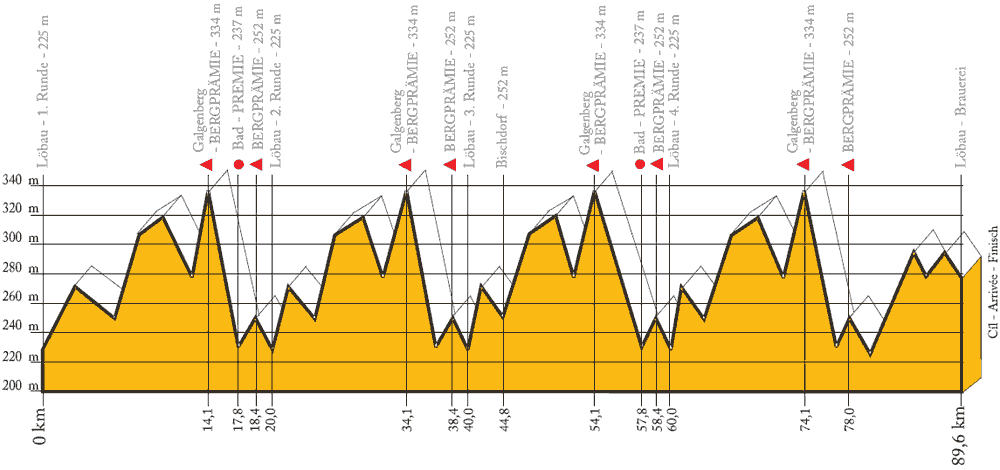 Löbau - 1. Runde - 225 m
Galgenberg
- BERGPRÄMIE - 334 m
Bad - PREMIE - 237 m
BERGPRÄMIE - 252 m
Löbau - 2. Runde - 225 m
Galgenberg
- BERGPRÄMIE - 334 m
BERGPRÄMIE - 252 m
Löbau - 3. Runde - 225 m
Bischdorf - 252 m
Galgenberg
- BERGPRÄMIE - 334 m
Bad - PREMIE - 237 m
BERGPRÄMIE - 252 m
Löbau - 4. Runde - 225 m
Galgenberg
- BERGPRÄMIE - 334 m
BERGPRÄMIE - 252 m
Löbau - Brauerei
340 m
320 m
300 m
280 m
260 m
240 m
220 m
200 m
Cíl - Arrivée - Finisch
0 km
14,1
17,8
18,4
20,0
34,1
38,4
40,0
44,8
54,1
57,8
58,4
60,0
74,1
78,0
89,6 km